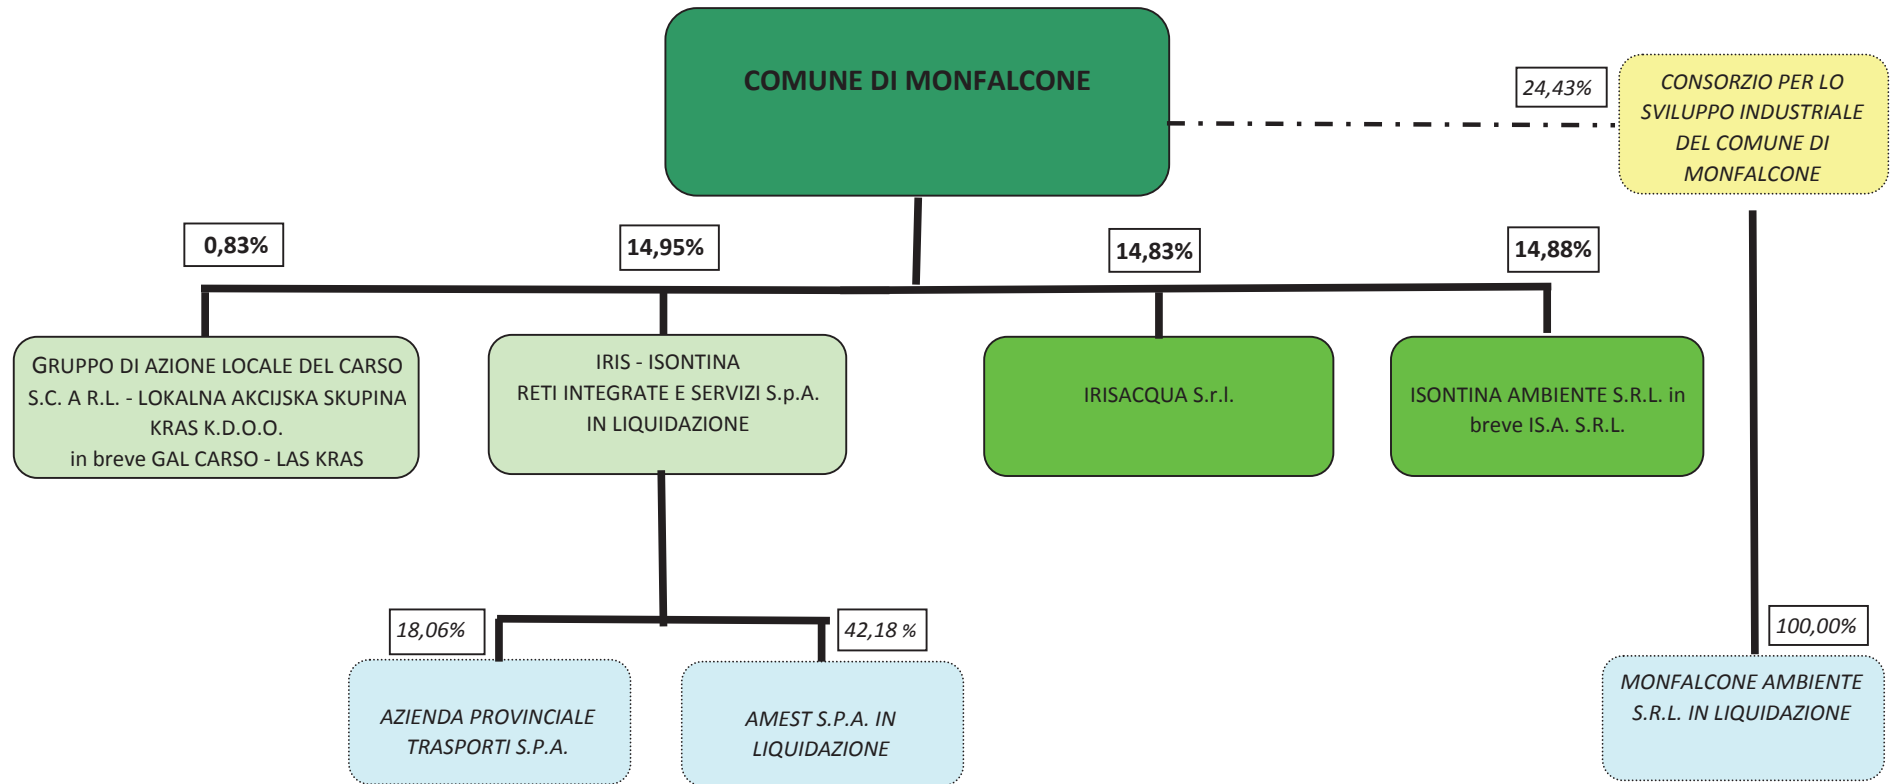 COMUNE DI MONFALCONE
24,43%
CONSORZIO PER LO
SVILUPPO INDUSTRIALE
DEL COMUNE DI
MONFALCONE
0,83%
14,95%
14,83%
14,88%
GRUPPO DI AZIONE LOCALE DEL CARSO
S.C. A R.L. - LOKALNA AKCIJSKA SKUPINA
KRAS K.D.O.O.
in breve GAL CARSO - LAS KRAS
IRIS - ISONTINA
RETI INTEGRATE E SERVIZI S.p.A.
IN LIQUIDAZIONE
IRISACQUA S.r.l.
ISONTINA AMBIENTE S.R.L. in
breve IS.A. S.R.L.
18,06%
42,18 %
100,00%
AZIENDA PROVINCIALE
TRASPORTI S.P.A.
AMEST S.P.A. IN
LIQUIDAZIONE
MONFALCONE AMBIENTE
S.R.L. IN LIQUIDAZIONE